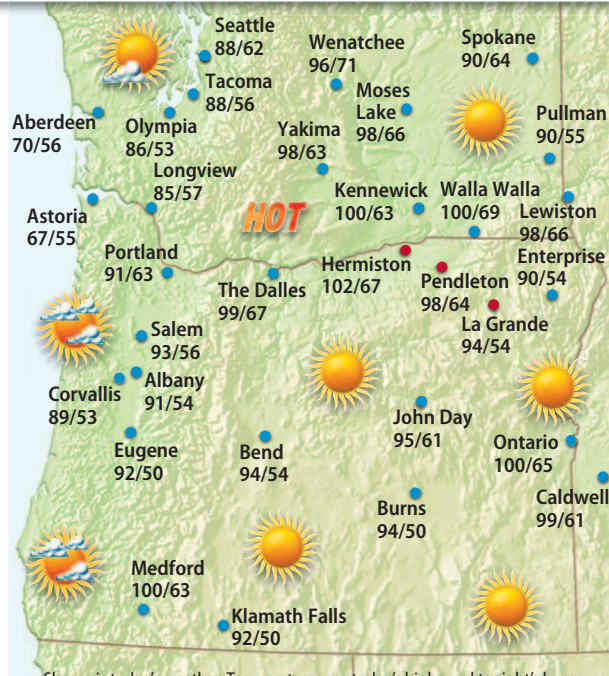 Seattle
88/62
Wenatchee
96/71
Spokane
90/64
Tacoma
88/56
Moses
Lake
98/66
Aberdeen
70/56
Olympia
86/53
Yakima
98/63
Pullman
90/55
Longview
85/57
Kennewick
100/63
Walla Walla
100/69
Lewiston
98/66
Astoria
67/55
HOT
Portland
91/63
The Dalles
99/67
Hermiston
102/67
Pendleton
98/64
Enterprise
90/54
La Grande
94/54
Salem
93/56
Corvallis
89/53
Albany
91/54
John Day
95/61
Eugene
92/50
Bend
94/54
Ontario
100/65
Caldwell
99/61
Burns
94/50
Medford
100/63
Klamath Falls
92/50